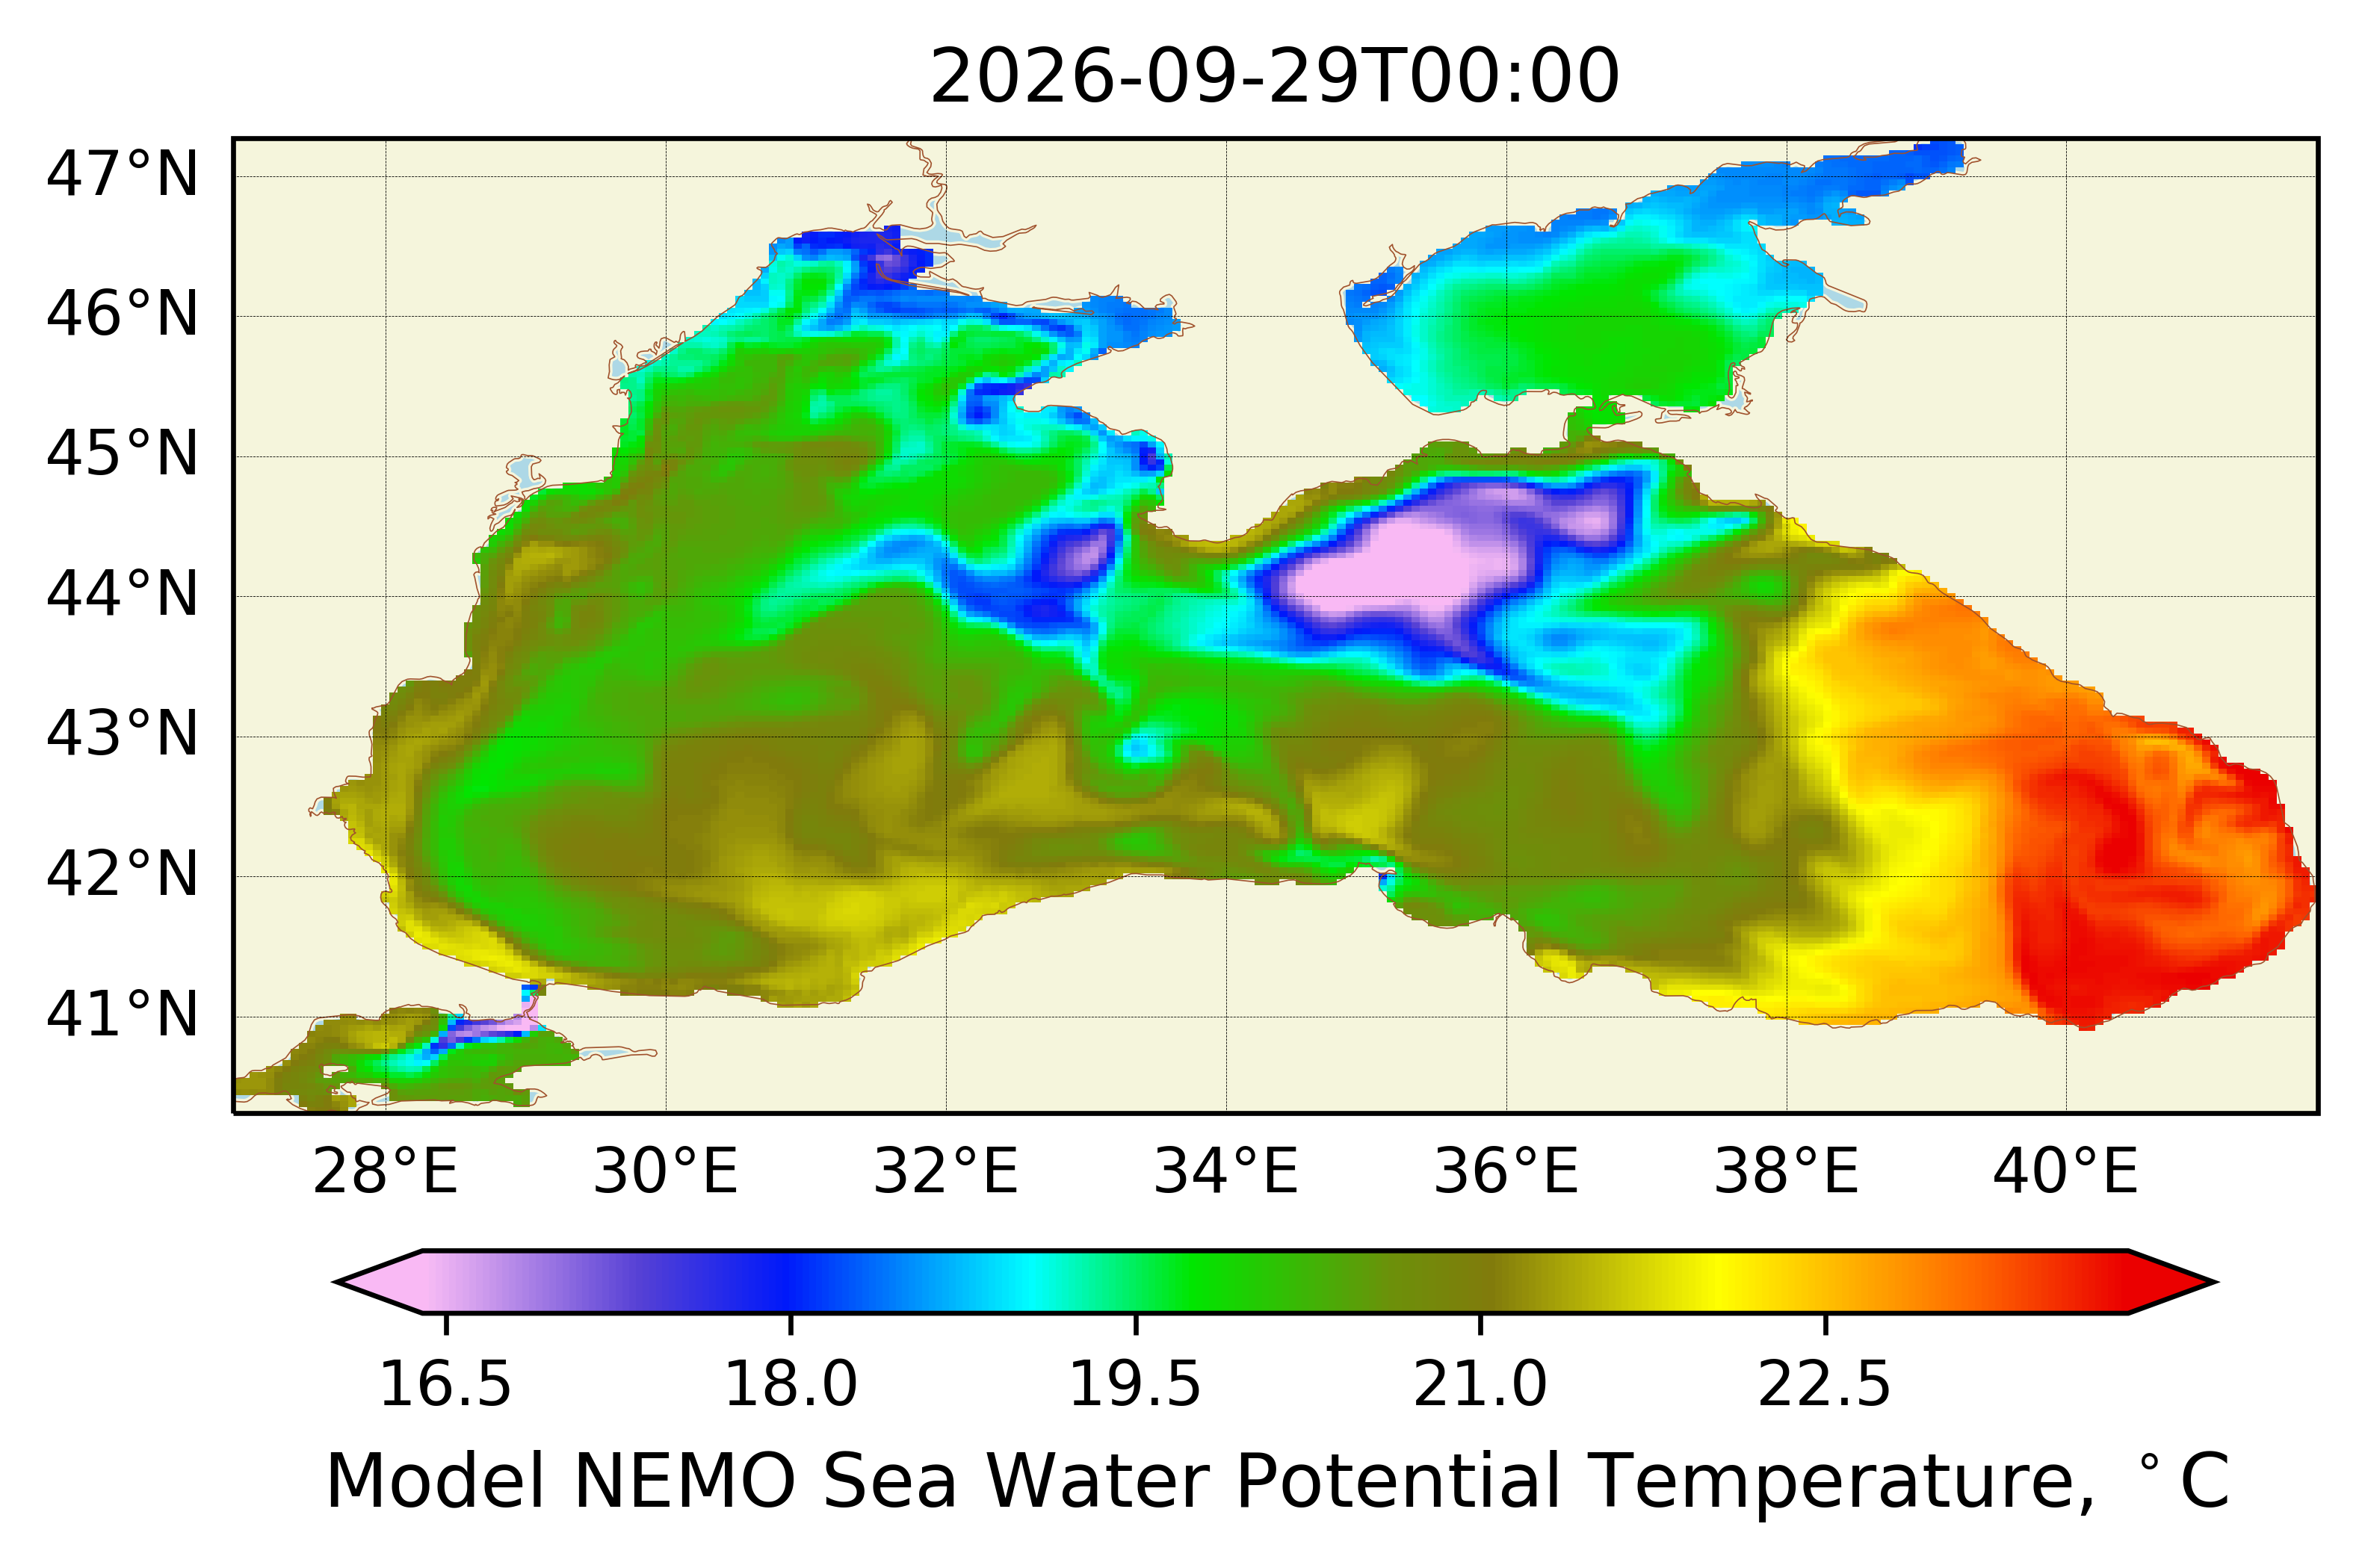 2026-09-29T00:00
47°N
46°N
45°N
44°N
43°N
42°N
41°N
28°E 30°E 32°E 34°E 36°E 38°E 40°E
16.5 18.0 19.5 21.0 22.5
Model NEMO Sea Water Potential Temperature, °C